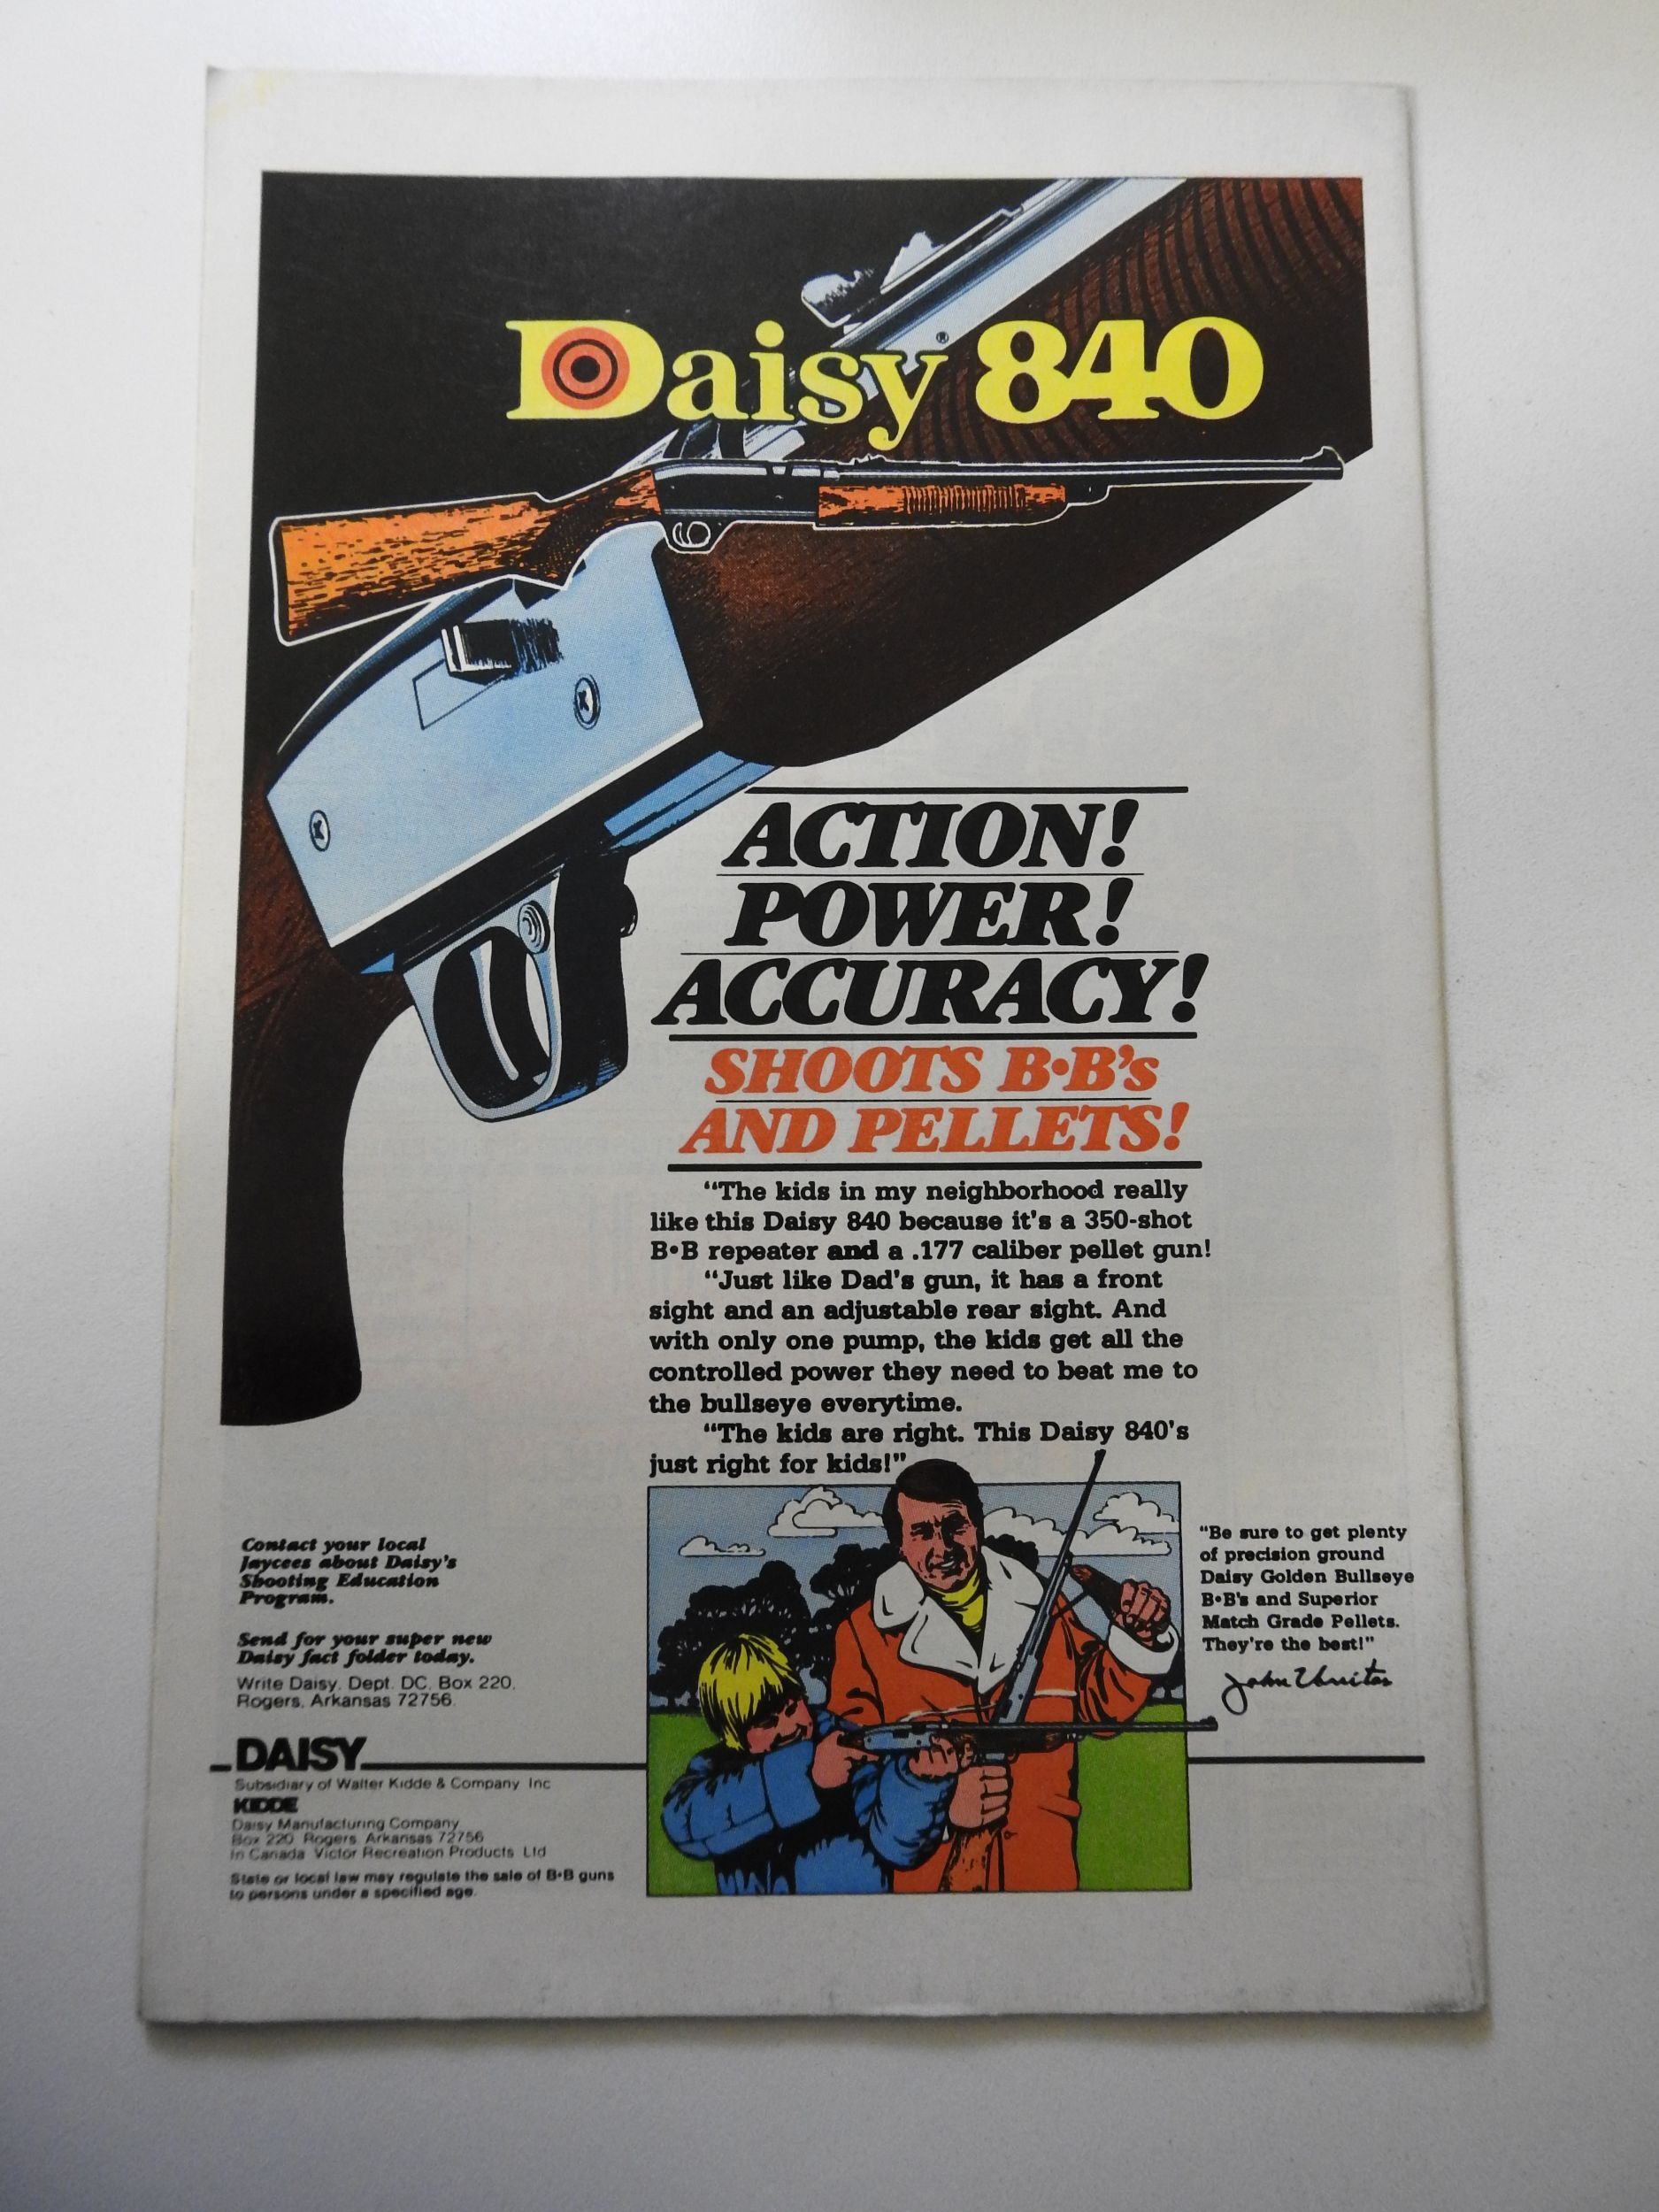 Daisy® 840
ACTION!
POWER!
ACCURACY!
SHOOTS B•B's
AND PELLETS!
"The kids in my neighborhood really
like this Daisy 840 because it's a 350-shot
B•B repeater and a .177 caliber pellet gun!
"Just like Dad's gun, it has a front
sight and an adjustable rear sight. And
with only one pump, the kids get all the
controlled power they need to beat me to
the bullseye everytime.
"The kids are right. This Daisy 840's
just right for kids!"
"Be sure to get plenty
of precision ground
Daisy Golden Bullseye
B•B's and Superior
Match Grade Pellets.
They're the best!"
John Unitas
Contact your local
Jaycees about Daisy's
Shooting Education
Program.
Send for your super new
Daisy fact folder today.
Write Daisy, Dept. DC, Box 220,
Rogers, Arkansas 72756.
DAISY
Subsidiary of Walter Kidde & Company Inc
KIDDE
Daisy Manufacturing Company
Box 220 Rogers, Arkansas 72756
In Canada Victor Recreation Products Ltd
State or local law may regulate the sale of B•B guns
to persons under a specified age.